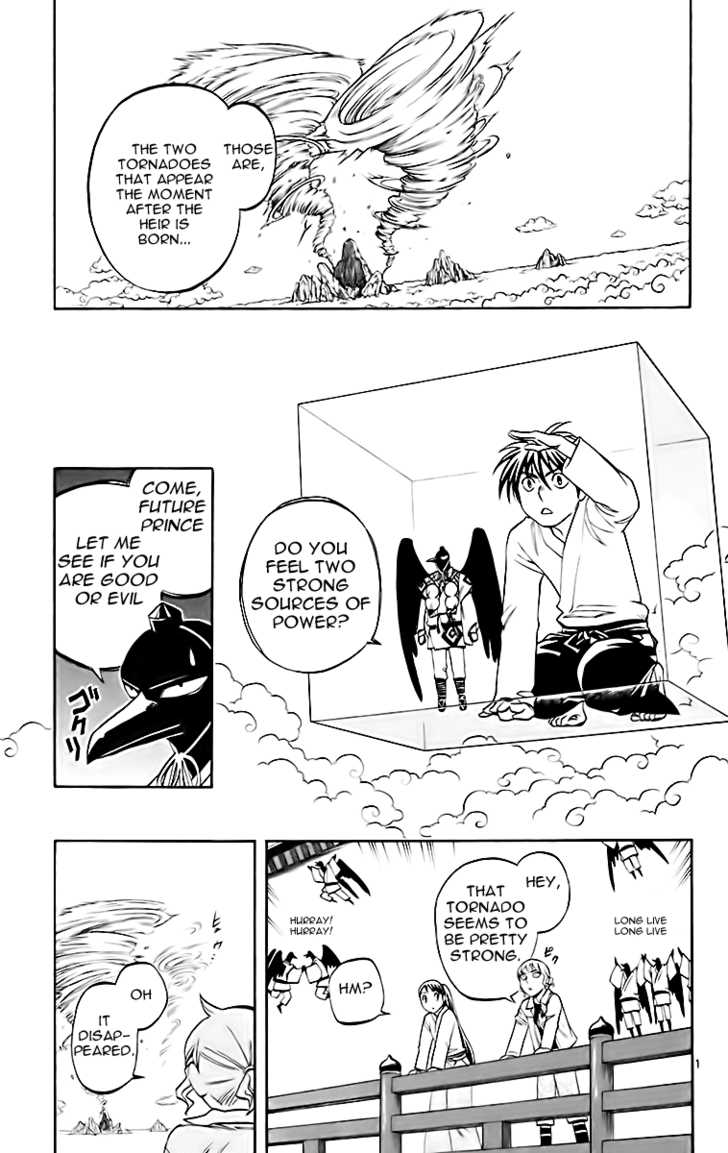 THOSE
ARE,
THE TWO
TORNADOES
THAT APPEAR
THE MOMENT
AFTER THE
HEIR IS
BORN...
DO YOU
FEEL TWO
STRONG
SOURCES OF
POWER?
COME,
FUTURE
PRINCE
LET ME
SEE IF YOU
ARE GOOD
OR EVIL
ゴクリ
LONG LIVE
LONG LIVE
HEY,
THAT
TORNADO
SEEMS TO
BE PRETTY
STRONG.
HURRAY!
HURRAY!
HM?
OH
IT
DISAP-
PEARED.
1